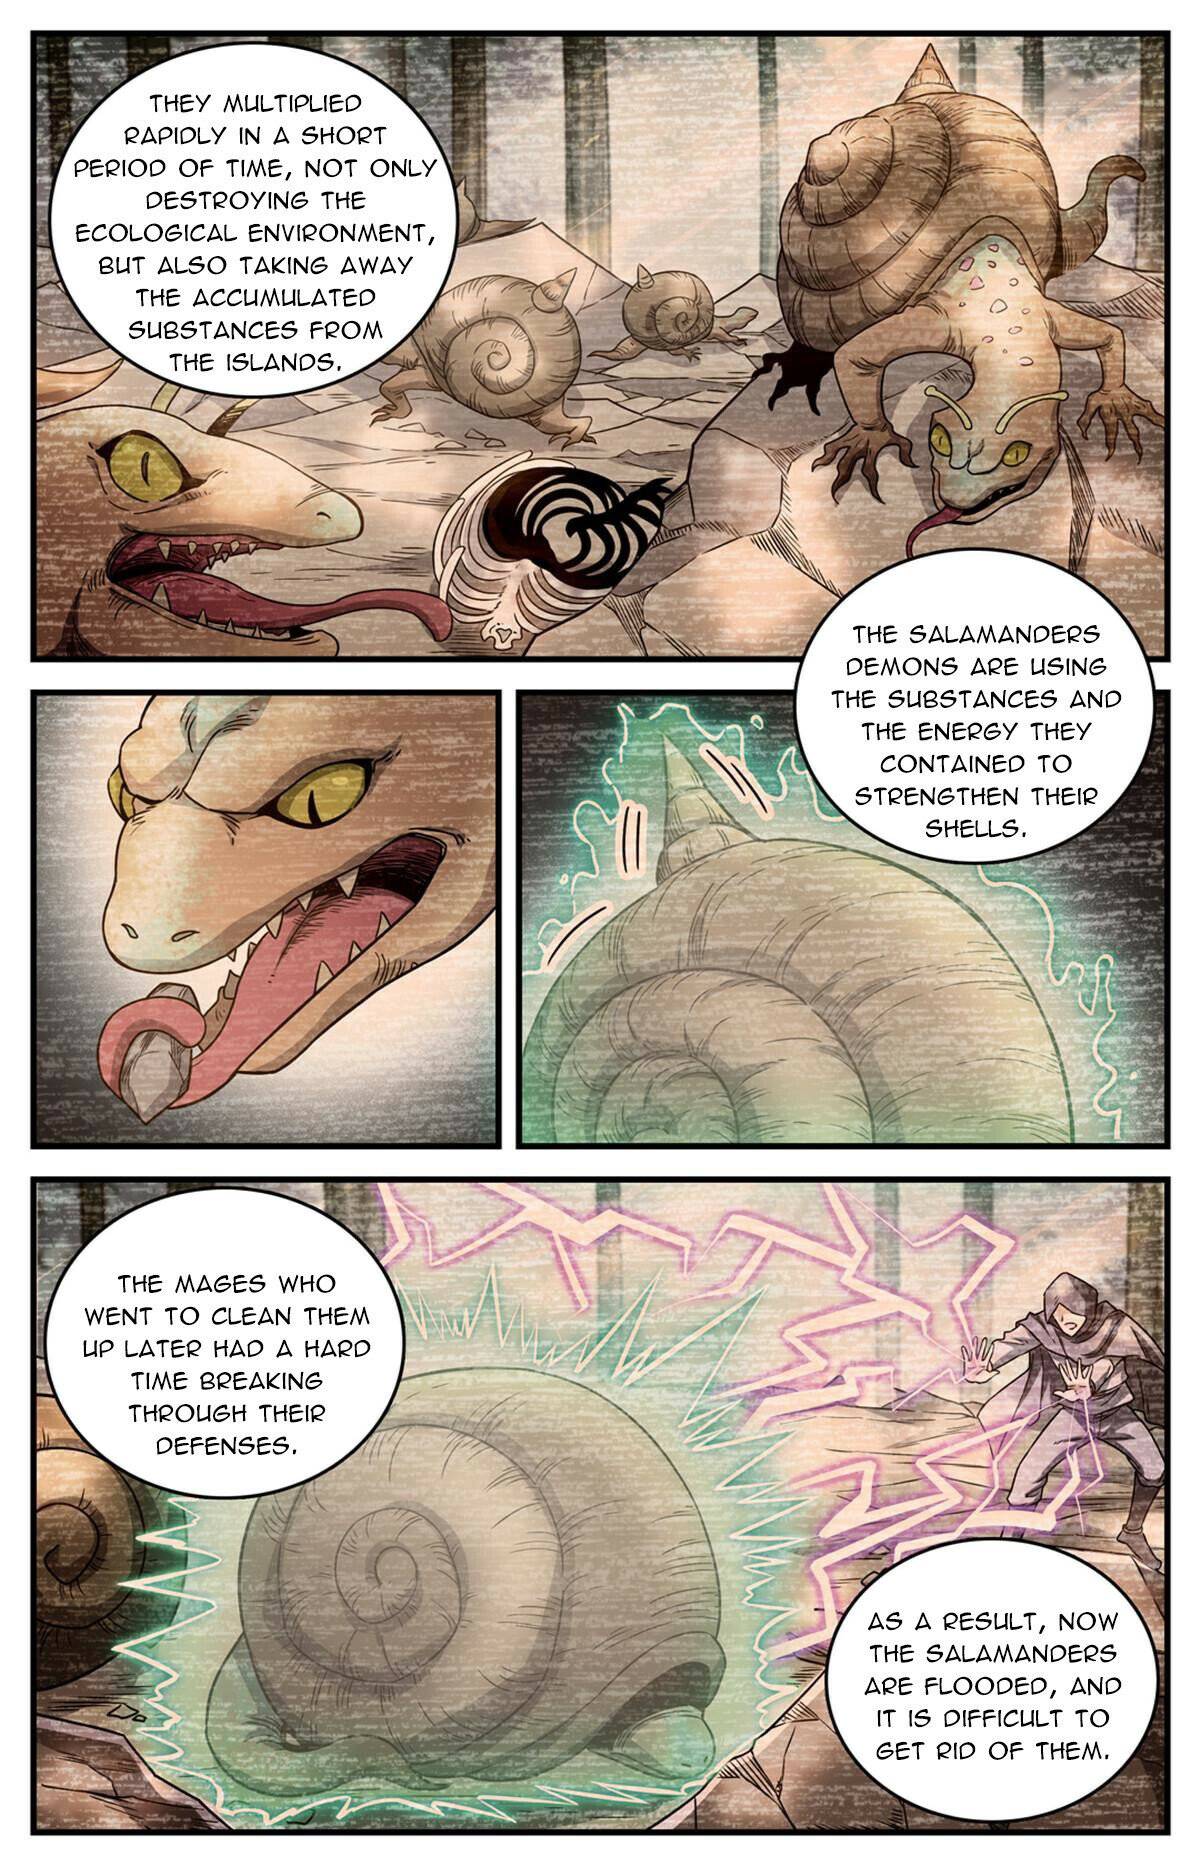 THEY MULTIPLIED
RAPIDLY IN A SHORT
PERIOD OF TIME, NOT ONLY
DESTROYING THE
ECOLOGICAL ENVIRONMENT,
BUT ALSO TAKING AWAY
THE ACCUMULATED
SUBSTANCES FROM
THE ISLANDS.
THE SALAMANDERS
DEMONS ARE USING
THE SUBSTANCES AND
THE ENERGY THEY
CONTAINED TO
STRENGTHEN THEIR
SHELLS.
THE MAGES WHO
WENT TO CLEAN THEM
UP LATER HAD A HARD
TIME BREAKING
THROUGH THEIR
DEFENSES.
AS A RESULT, NOW
THE SALAMANDERS
ARE FLOODED, AND
IT IS DIFFICULT TO
GET RID OF THEM.